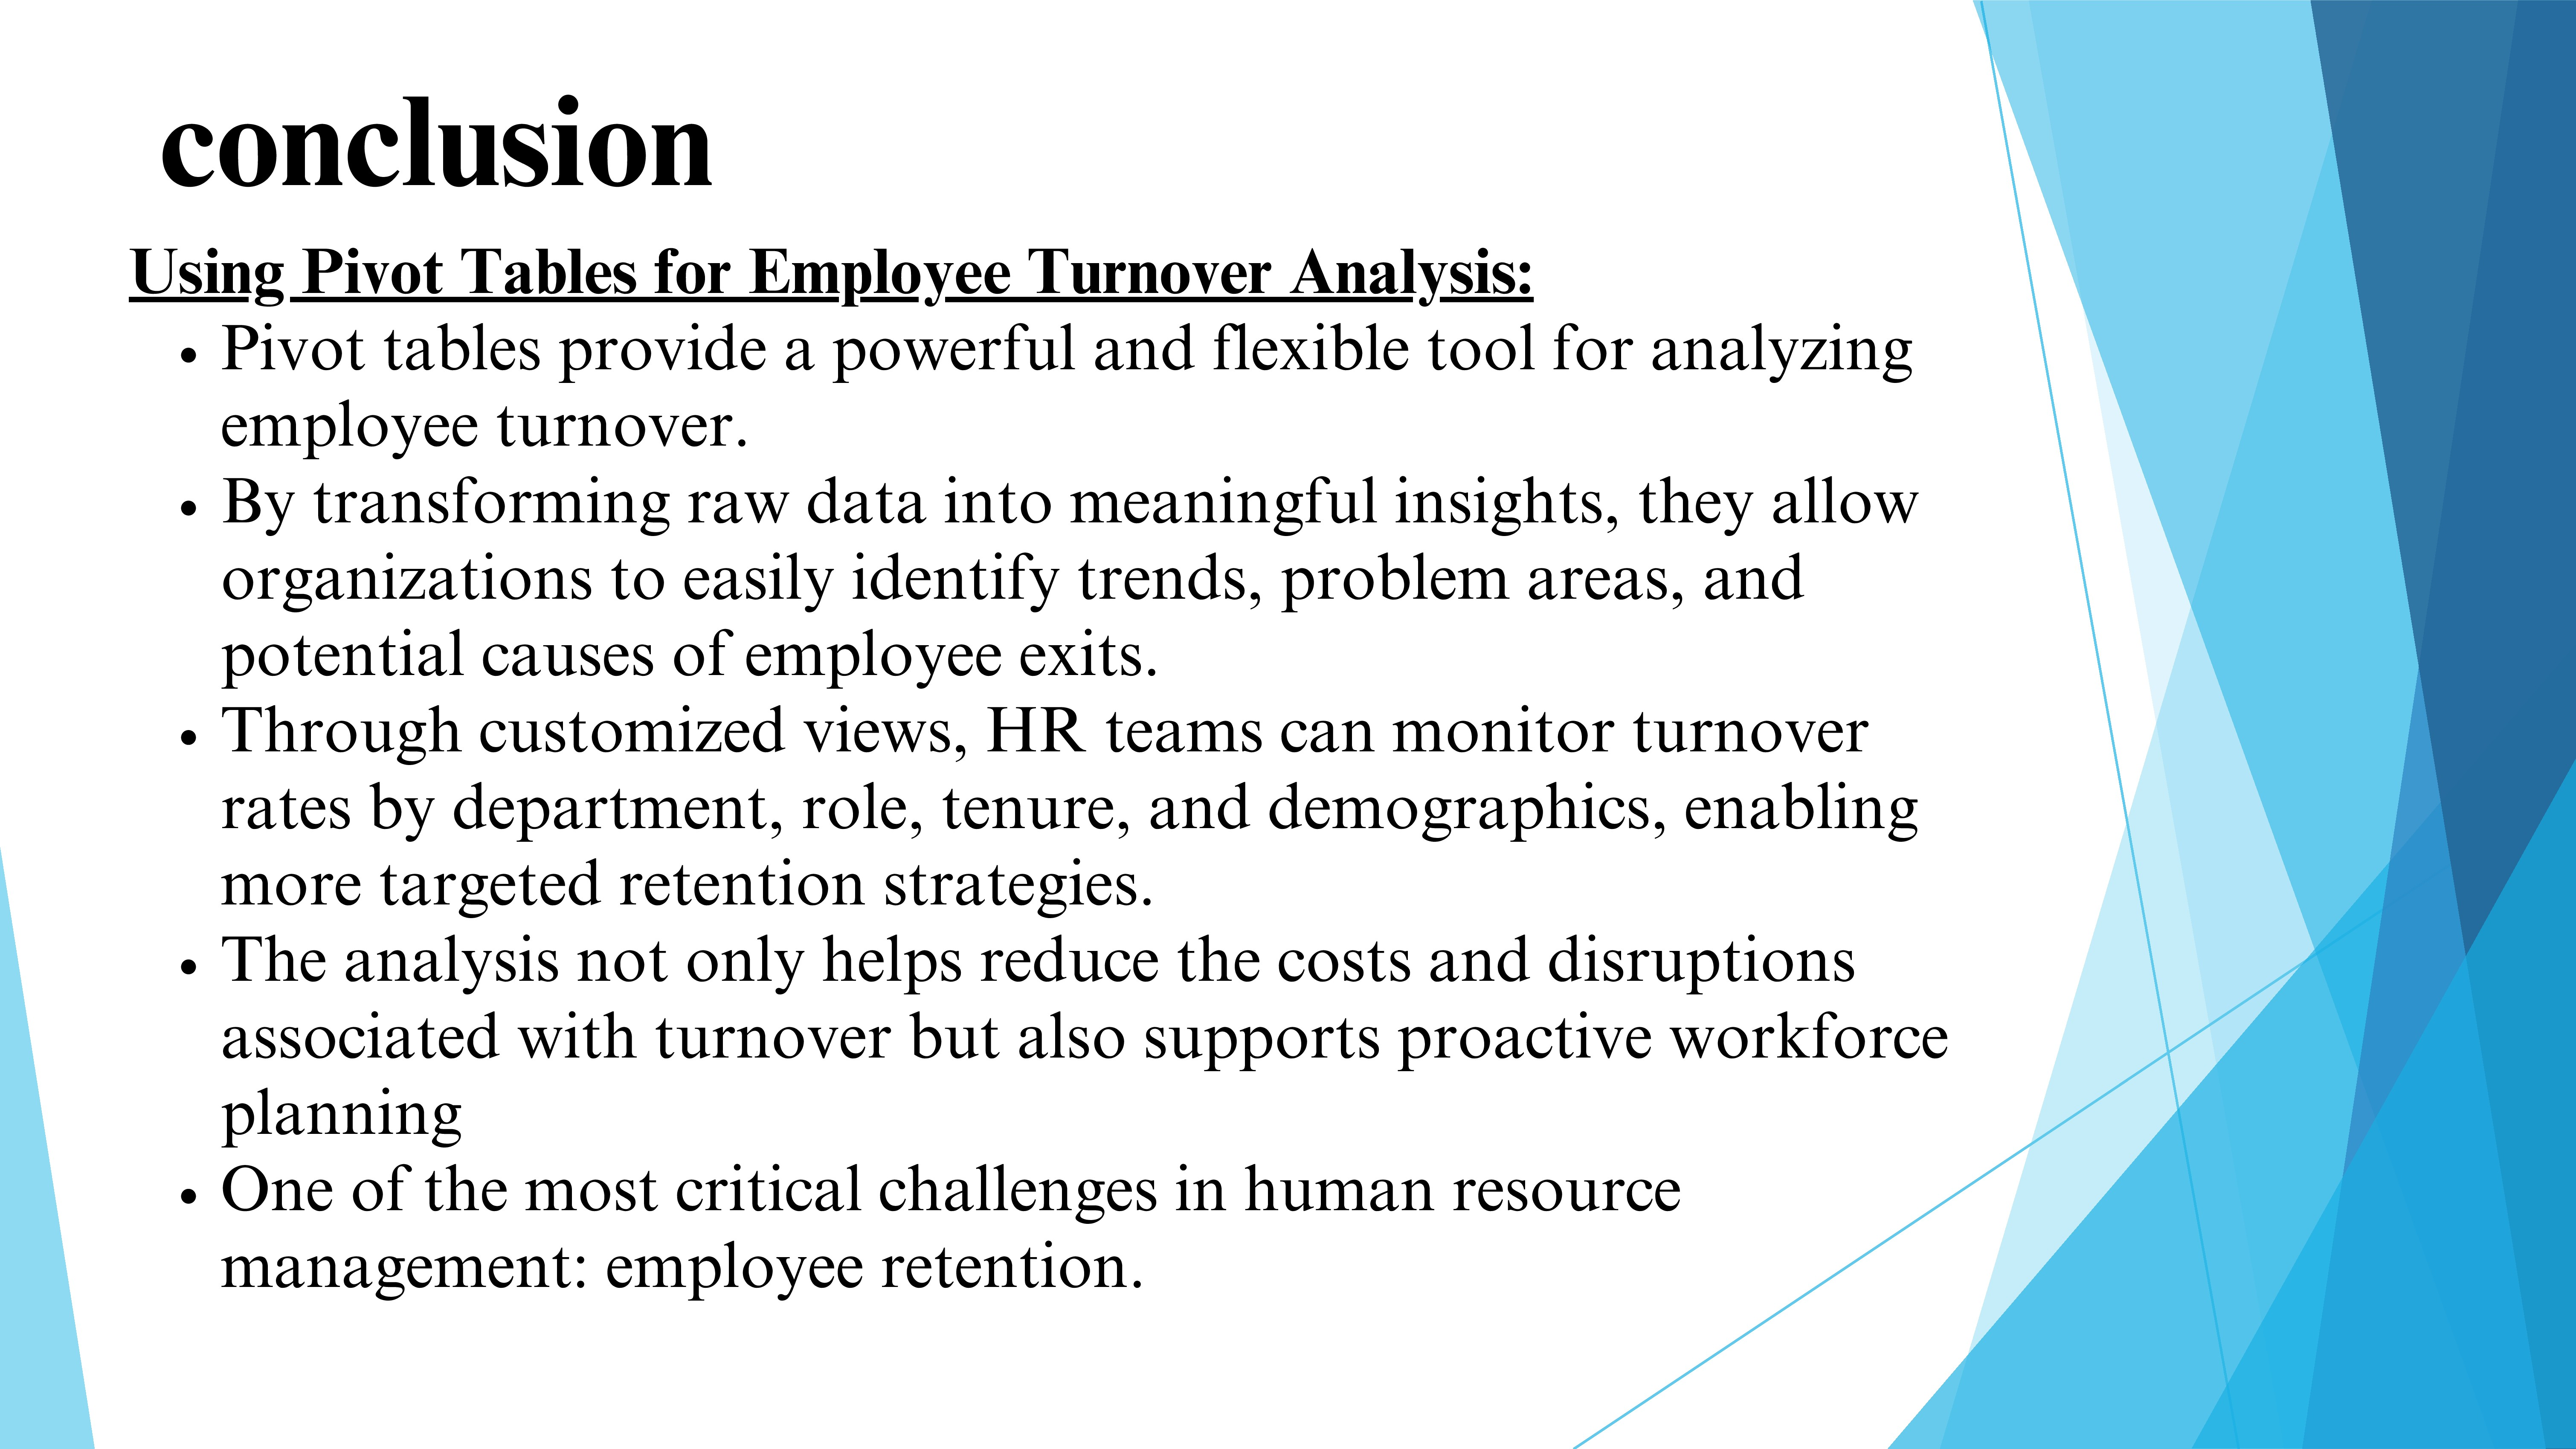 conclusion
Using Pivot Tables for Employee Turnover Analysis:
• Pivot tables provide a powerful and flexible tool for analyzing
employee turnover.
• By transforming raw data into meaningful insights, they allow
organizations to easily identify trends, problem areas, and
potential causes of employee exits.
• Through customized views, HR teams can monitor turnover
rates by department, role, tenure, and demographics, enabling
more targeted retention strategies.
• The analysis not only helps reduce the costs and disruptions
associated with turnover but also supports proactive workforce
planning
• One of the most critical challenges in human resource
management: employee retention.